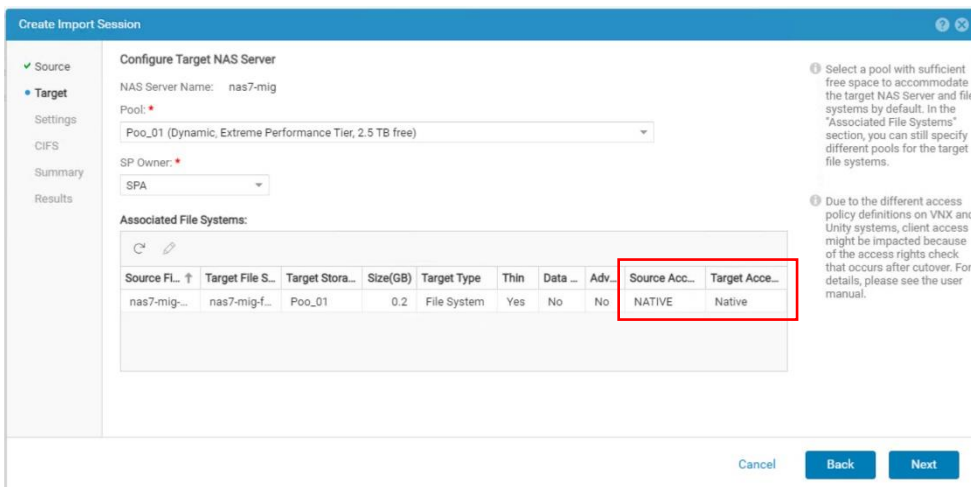 Create Import Session
Source
Target
Settings
CIFS
Summary
Results
Configure Target NAS Server
NAS Server Name: nas7-mig
Pool: *
Poo_01 (Dynamic, Extreme Performance Tier, 2.5 TB free)
SP Owner: *
SPA
Associated File Systems:
Source Fi... Target File S... Target Stora... Size(GB) Target Type Thin Data ... Adv... Source Acc... Target Acce...
nas7-mig-... nas7-mig-f... Poo_01 0.2 File System Yes No No NATIVE Native
Select a pool with sufficient
free space to accommodate
the target NAS Server and file
systems by default. In the
"Associated File Systems"
section, you can still specify
different pools for the target
file systems.
Due to the different access
policy definitions on VNX and
Unity systems, client access
might be impacted because
of the access rights check
that occurs after cutover. For
details, please see the user
manual.
Cancel Back Next